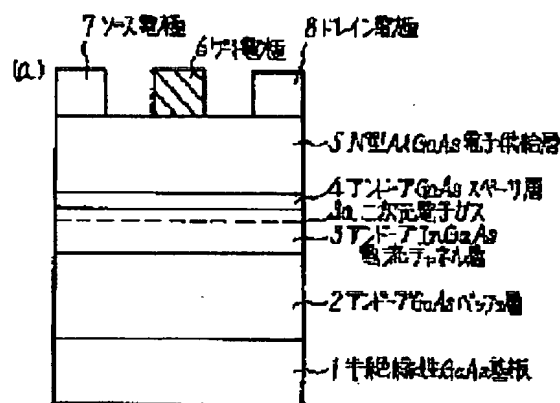 (a)
7 ソース電極
6 ゲート電極
8 ドレイン電極
5 N型AlGaAs電子供給層
4 アンドープGaAsスペーサ層
3a 二次元電子ガス
3 アンドープInGaAs
電流チャネル層
2 アンドープGaAsバッファ層
1 半絶縁性GaAs基板